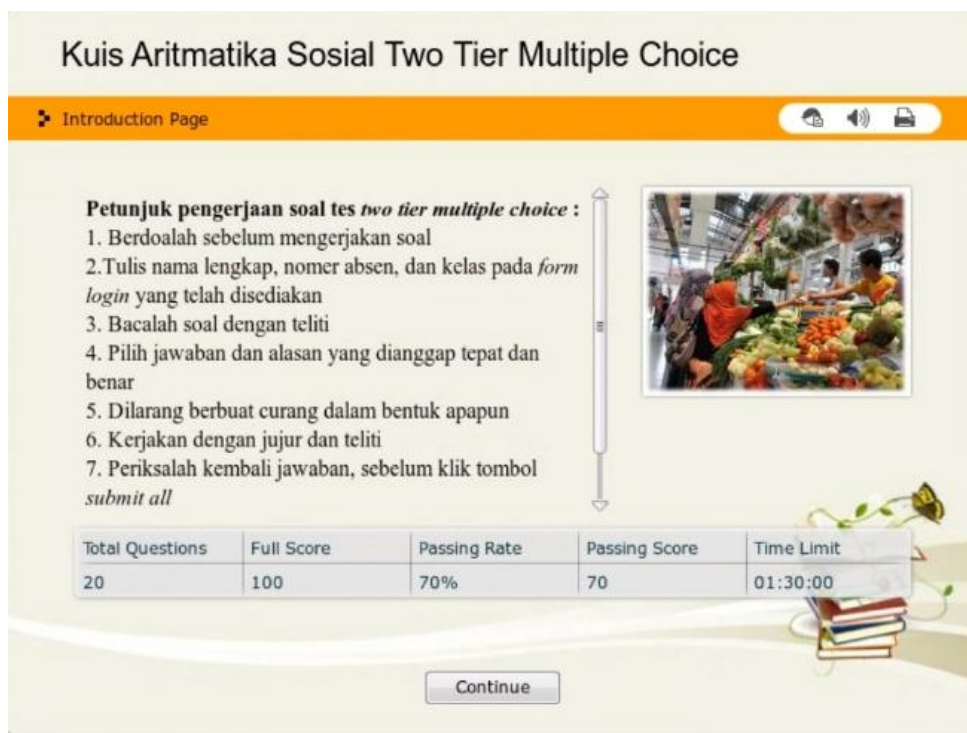 Kuis Aritmatika Sosial Two Tier Multiple Choice
Introduction Page
Petunjuk pengerjaan soal tes two tier multiple choice :
1. Berdoalah sebelum mengerjakan soal
2.Tulis nama lengkap, nomer absen, dan kelas pada form
login yang telah disediakan
3. Bacalah soal dengan teliti
4. Pilih jawaban dan alasan yang dianggap tepat dan
benar
5. Dilarang berbuat curang dalam bentuk apapun
6. Kerjakan dengan jujur dan teliti
7. Periksalah kembali jawaban, sebelum klik tombol
submit all
Total Questions Full Score Passing Rate Passing Score Time Limit
20 100 70% 70 01:30:00
Continue